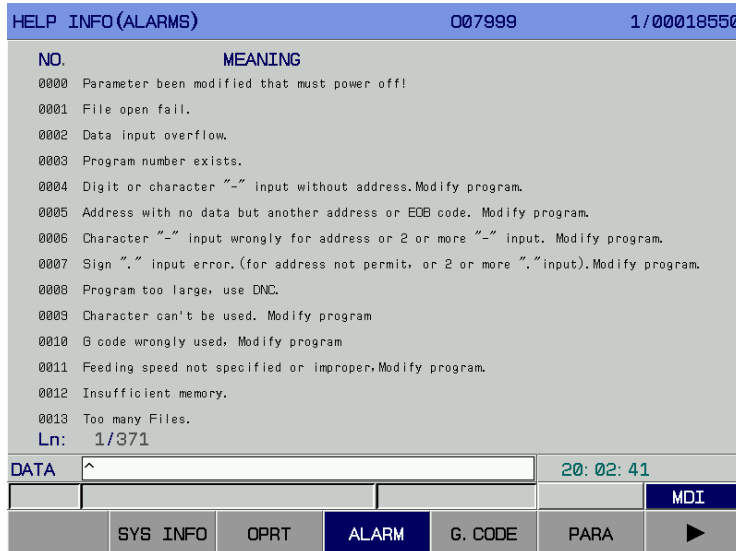 HELP INFO(ALARMS) O07999 1/00018550
NO. MEANING
0000 Parameter been modified that must power off!
0001 File open fail.
0002 Data input overflow.
0003 Program number exists.
0004 Digit or character "-" input without address.Modify program.
0005 Address with no data but another address or EOB code. Modify program.
0006 Character "-" input wrongly for address or 2 or more "-" input. Modify program.
0007 Sign "." input error.(for address not permit, or 2 or more "."input).Modify program.
0008 Program too large, use DNC.
0009 Character can't be used. Modify program
0010 G code wrongly used, Modify program
0011 Feeding speed not specified or improper,Modify program.
0012 Insufficient memory.
0013 Too many Files.
Ln: 1/371
DATA ^ 20:02:41
MDI
SYS INFO OPRT ALARM G. CODE PARA ▶